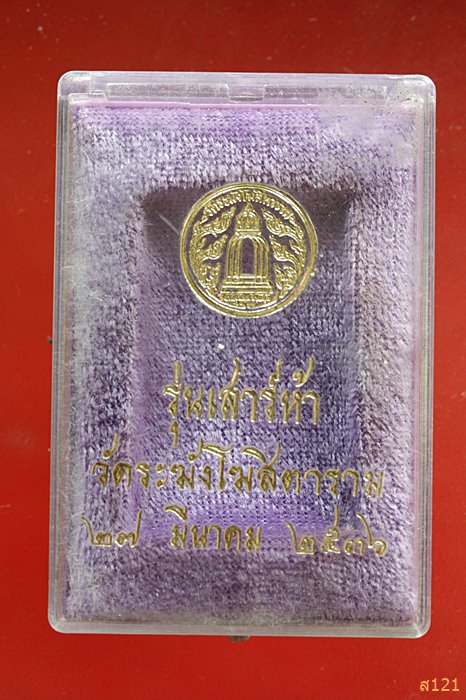 รุ่นเสาร์ห้า
วัดระฆังโฆสิตาราม
๒๗ มีนาคม ๒๕๓๖
ส121